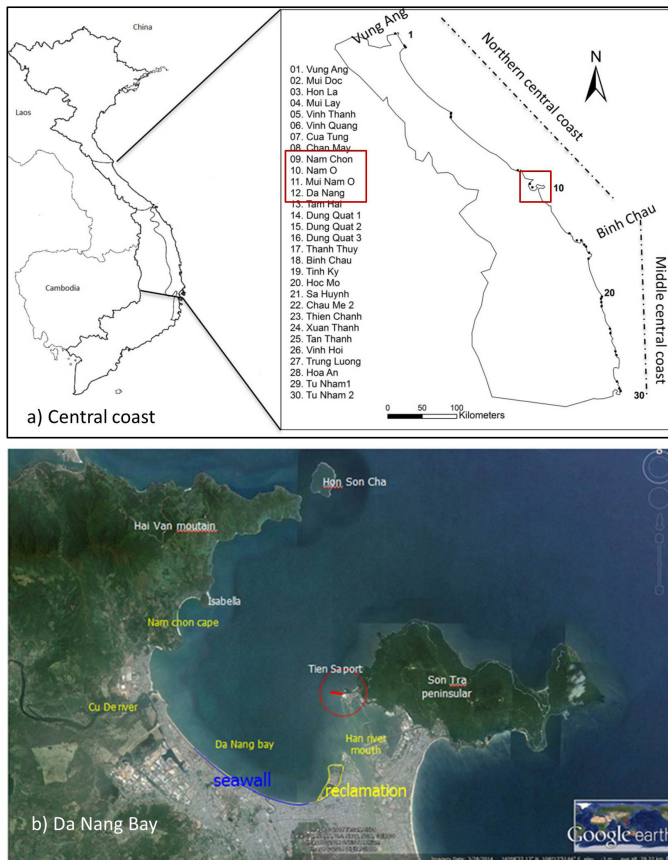 China
Laos
Cambodia
a) Central coast
Vung Ang
1
Northern central coast
N
01. Vung Ang
02. Mui Doc
03. Hon La
04. Mui Lay
05. Vinh Thanh
06. Vinh Quang
07. Cua Tung
08. Chan May
09. Nam Chon
10. Nam O
11. Mui Nam O
12. Da Nang
13. Tam Hai
14. Dung Quat 1
15. Dung Quat 2
16. Dung Quat 3
17. Thanh Thuy
18. Binh Chau
19. Tinh Ky
20. Hoc Mo
21. Sa Huynh
22. Chau Me 2
23. Thien Chanh
24. Xuan Thanh
25. Tan Thanh
26. Vinh Hoi
27. Trung Luong
28. Hoa An
29. Tu Nham1
30. Tu Nham 2
10
Binh Chau
20
Middle central coast
30
0 50 100
Kilometers
Hon Son Cha
Hai Van moutain
Isabella
Nam chon cape
Tien Sa port
Son Tra
peninsular
Cu De river
Da Nang bay
Han rivet
mouth
seawall
reclamation
b) Da Nang Bay
Google earth